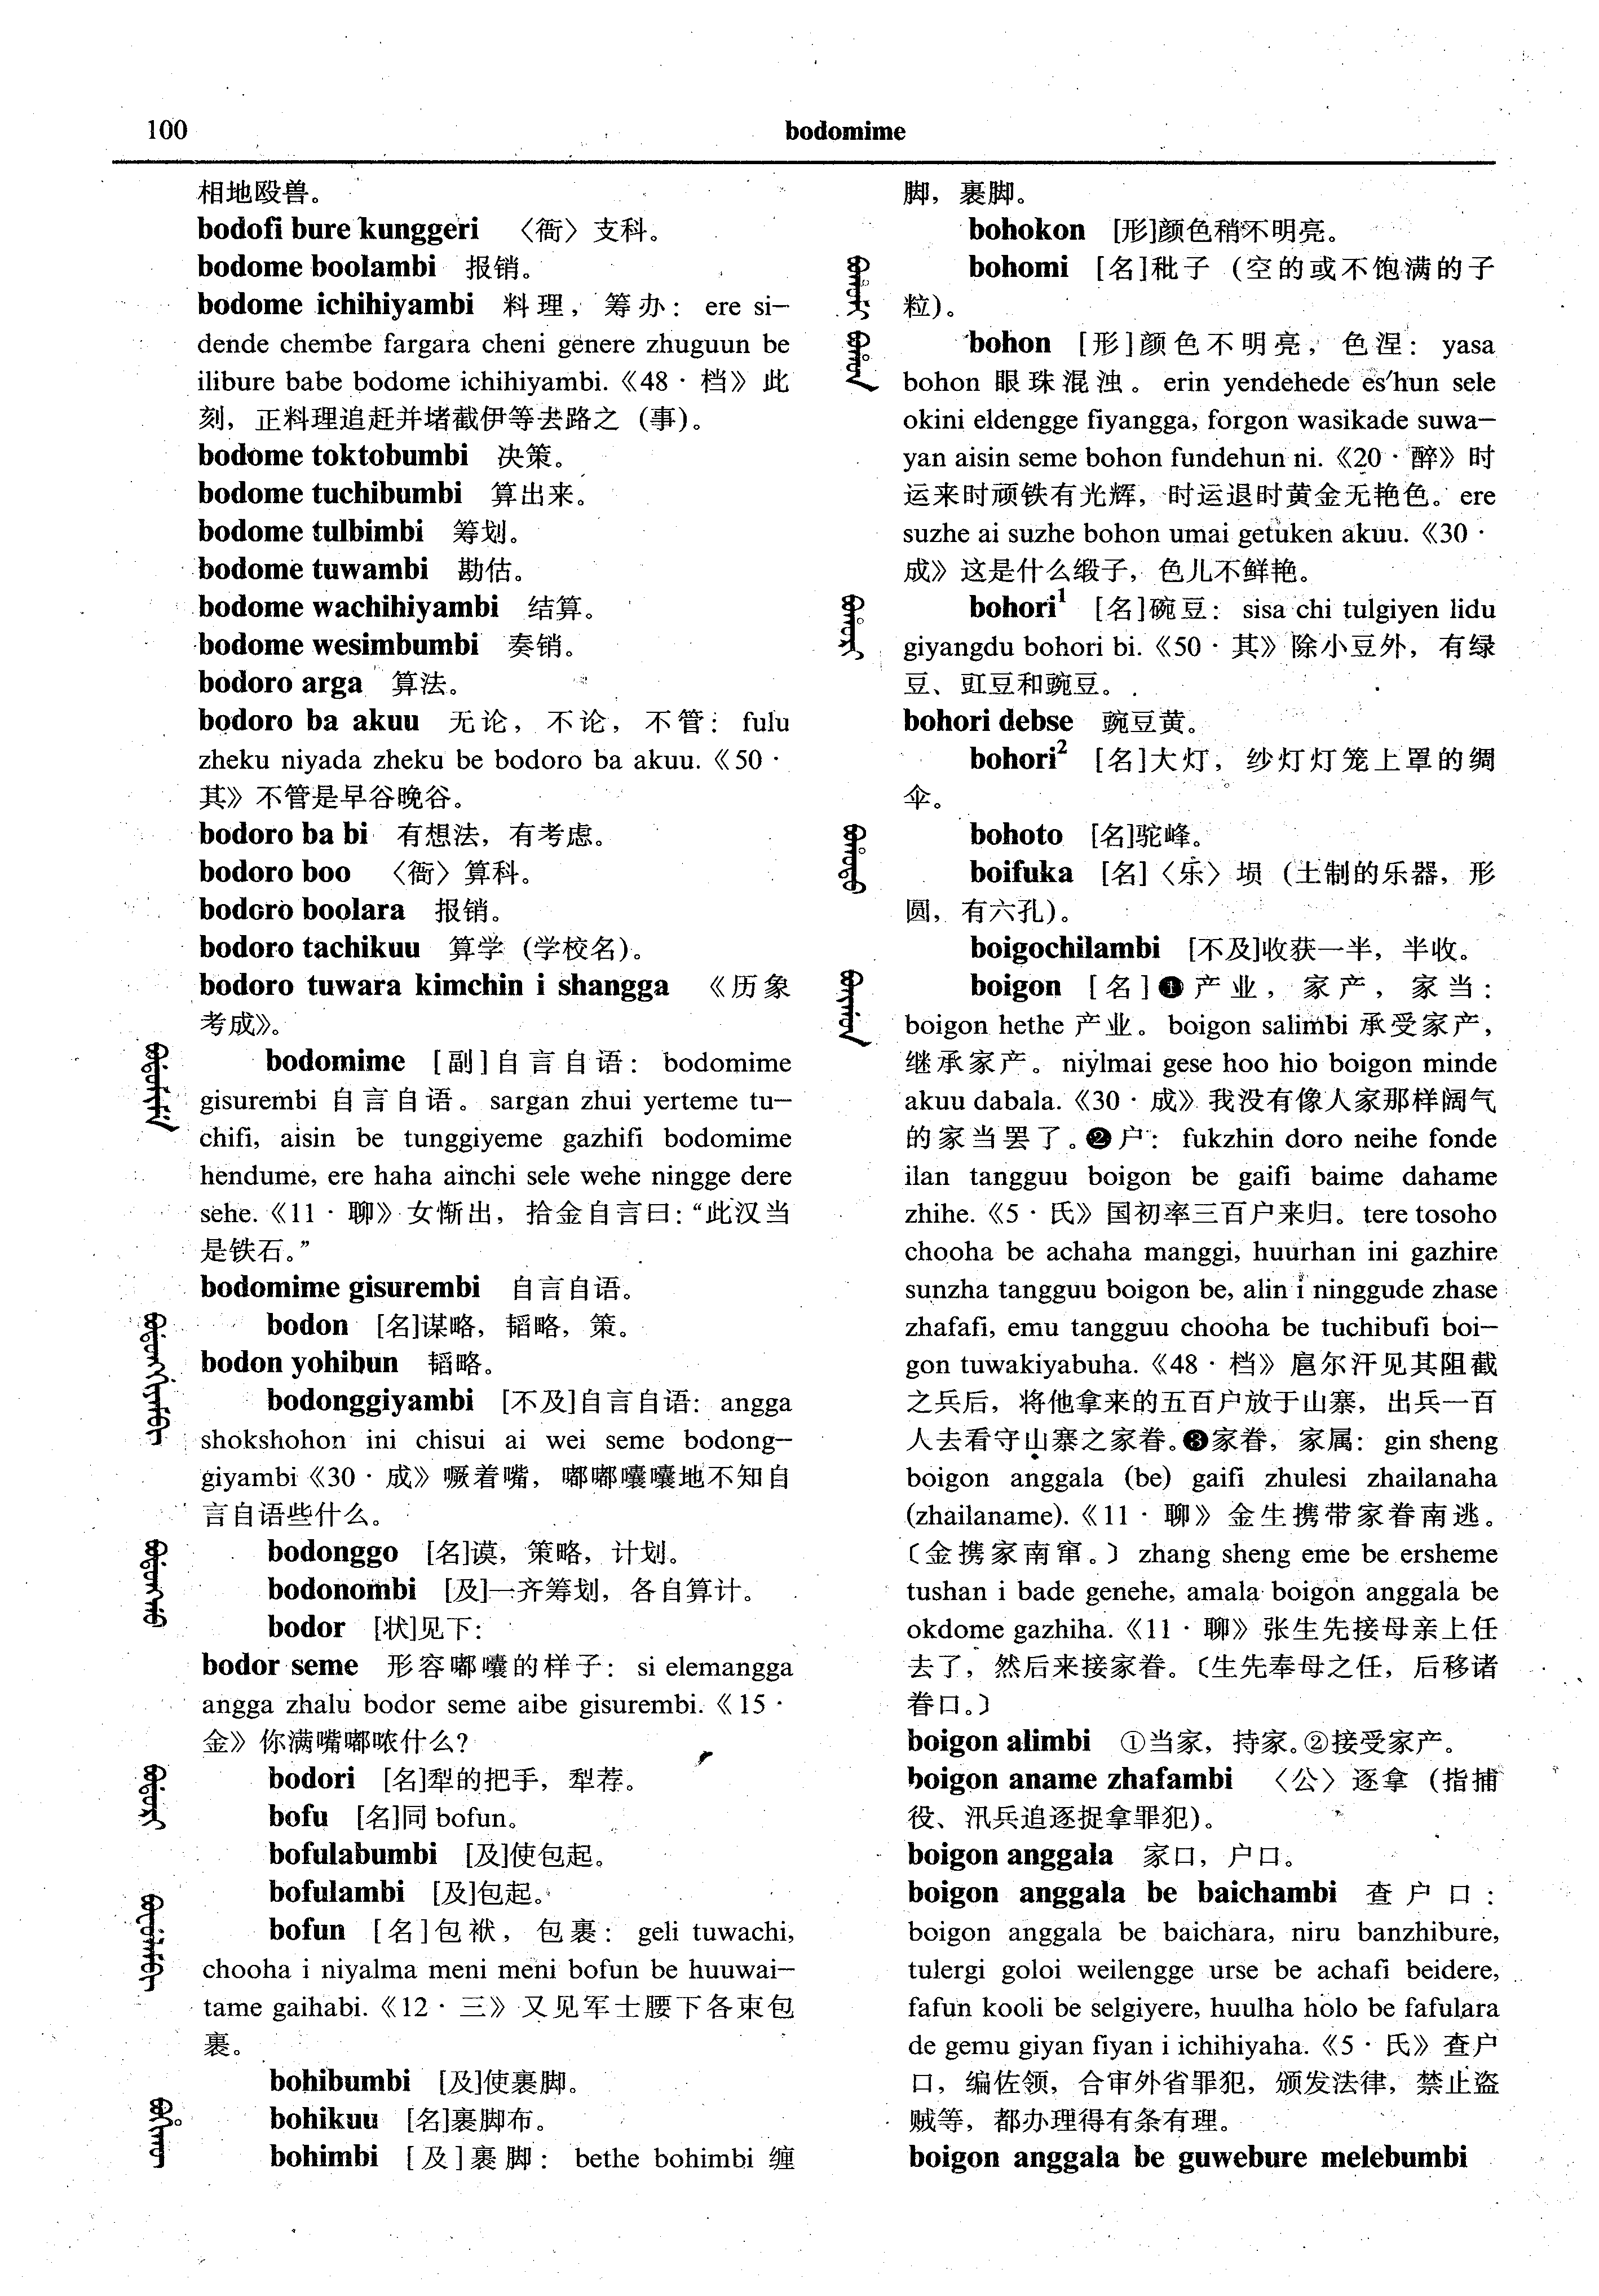 100
bodomime
相地殴兽。
bodofi bure kunggeri 〈衙〉支科。
bodome boolambi 报销。
bodome ichihiyambi 料理，筹办：ere si-
dende chembe fargara cheni genere zhuguun be
ilibure babe bodome ichihiyambi.《48·档》此
刻，正料理追赶并堵截伊等去路之（事）。
bodome toktobumbi 决策。
bodome tuchibumbi 算出来。
bodome tulbimbi 筹划。
bodome tuwambi 勘估。
bodome wachihiyambi 结算。
bodome wesimbumbi 奏销。
bodoro arga 算法。
bodoro ba akuu 无论，不论，不管：fulu
zheku niyada zheku be bodoro ba akuu.《50·
其》不管是早谷晚谷。
bodoro ba bi 有想法，有考虑。
bodoro boo 〈衙〉算科。
bodoro boolara 报销。
bodoro tachikuu 算学（学校名）。
bodoro tuwara kimchin i shangga 《历象
考成》。
bodomime [副]自言自语：bodomime
gisurembi 自言自语。sargan zhui yerteme tu-
chifi, aisin be tunggiyeme gazhifi bodomime
hendume, ere haha ainchi sele wehe ningge dere
sehe.《11·聊》女惭出，拾金自言曰：“此汉当
是铁石。”
bodomime gisurembi 自言自语。
bodon [名]谋略，韬略，策。
bodon yohibun 韬略。
bodonggiyambi [不及]自言自语：angga
shokshohon ini chisui ai wei seme bodong-
giyambi《30·成》噘着嘴，嘟嘟囔囔地不知自
言自语些什么。
bodonggo [名]谟，策略，计划。
bodonombi [及]一齐筹划，各自算计。
bodor [状]见下：
bodor seme 形容嘟囔的样子：si elemangga
angga zhalu bodor seme aibe gisurembi.《15·
金》你满嘴嘟哝什么？
bodori [名]犁的把手，犁荐。
bofu [名]同 bofun。
bofulabumbi [及]使包起。
bofulambi [及]包起。
bofun [名]包袱，包裹：geli tuwachi,
chooha i niyalma meni meni bofun be huuwai-
tame gaihabi.《12·三》又见军士腰下各束包
裹。
bohibumbi [及]使裹脚。
bohikuu [名]裹脚布。
bohimbi [及]裹脚：bethe bohimbi 缠
脚，裹脚。
bohokon [形]颜色稍不明亮。
bohomi [名]秕子（空的或不饱满的子
粒）。
bohon [形]颜色不明亮，色涅：yasa
bohon 眼珠混浊。erin yendehede es'hun sele
okini eldengge fiyangga, forgon wasikade suwa-
yan aisin seme bohon fundehun ni.《20·醉》时
运来时顽铁有光辉，时运退时黄金无艳色。ere
suzhe ai suzhe bohon umai getuken akuu.《30·
成》这是什么缎子，色儿不鲜艳。
bohori¹ [名]碗豆：sisa chi tulgiyen lidu
giyangdu bohori bi.《50·其》除小豆外，有绿
豆、豇豆和豌豆。
bohori debse 豌豆黄。
bohori² [名]大灯，纱灯灯笼上罩的绸
伞。
bohoto [名]驼峰。
boifuka [名]〈乐〉埙（土制的乐器，形
圆，有六孔）。
boigochilambi [不及]收获一半，半收。
boigon [名]❶产业，家产，家当：
boigon hethe 产业。boigon salimbi 承受家产，
继承家产。niylmai gese hoo hio boigon minde
akuu dabala.《30·成》我没有像人家那样阔气
的家当罢了。❷户：fukzhin doro neihe fonde
ilan tangguu boigon be gaifi baime dahame
zhihe.《5·氏》国初率三百户来归。tere tosoho
chooha be achaha manggi, huurhan ini gazhire
sunzha tangguu boigon be, alin i ninggude zhase
zhafafi, emu tangguu chooha be tuchibufi boi-
gon tuwakiyabuha.《48·档》扈尔汗见其阻截
之兵后，将他拿来的五百户放于山寨，出兵一百
人去看守山寨之家眷。❸家眷，家属：gin sheng
boigon anggala (be) gaifi zhulesi zhailanaha
(zhailaname).《11·聊》金生携带家眷南逃。
〔金携家南窜。〕zhang sheng eme be ersheme
tushan i bade genehe, amala boigon anggala be
okdome gazhiha.《11·聊》张生先接母亲上任
去了，然后来接家眷。〔生先奉母之任，后移诸
眷口。〕
boigon alimbi ①当家，持家。②接受家产。
boigon aname zhafambi 〈公〉逐拿（指捕
役、汛兵追逐捉拿罪犯）。
boigon anggala 家口，户口。
boigon anggala be baichambi 查户口：
boigon anggala be baichara, niru banzhibure,
tulergi goloi weilengge urse be achafi beidere,
fafun kooli be selgiyere, huulha holo be fafulara
de gemu giyan fiyan i ichihiyaha.《5·氏》查户
口，编佐领，合审外省罪犯，颁发法律，禁止盗
贼等，都办理得有条有理。
boigon anggala be guwebure melebumbi